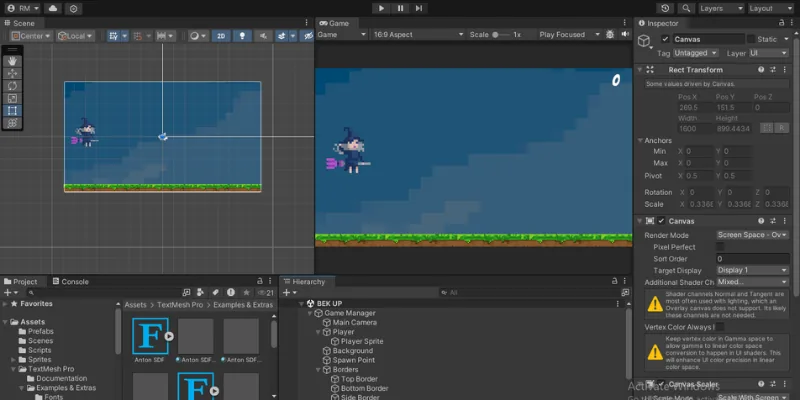 RM
Layers
Layout
Scene
Game
Inspector
Center
Local
2D
Game
16:9 Aspect
Scale
1x
Play Focused
Canvas
Static
Tag
Untagged
Layer
UI
Rect Transform
Some values driven by Canvas.
Pos X
Pos Y
Pos Z
269.5
151.5
0
Width
Height
1600
899.4434
R
Anchors
Min
X 0
Y 0
Max
X 0
Y 0
Pivot
X 0.5
Y 0.5
Rotation
X 0
Y 0
Z 0
Scale
X 0.3368
Y 0.3368
Z 0.3368
0
Canvas
Render Mode
Screen Space - Ov
Pixel Perfect
Sort Order
0
Target Display
Display 1
Additional Shader Ch
Mixed...
Shader channels Normal and Tangent are
most often used with lighting, which an
Overlay canvas does not support. Its likely
these channels are not needed.
Vertex Color Always I
Keep vertex color in Gamma space to
allow gamma to linear color space
conversion to happen in UI shaders. This
will enhance UI color precision in
linear color space.
Canvas Scaler
Scale Mode
Scale With Screen
Activate Windows
Project
Console
21
Favorites
Assets
Prefabs
Scenes
Scripts
Sprites
TextMesh Pro
Documentation
Examples & Extras
Fonts
Assets > TextMesh Pro > Examples & Extras
F
Anton SDF
Anton SDF...
Anton SDF...
F
Hierarchy
All
BEK UP
Game Manager
Main Camera
Player
Player Sprite
Background
Spawn Point
Borders
Top Border
Bottom Border
Side Border